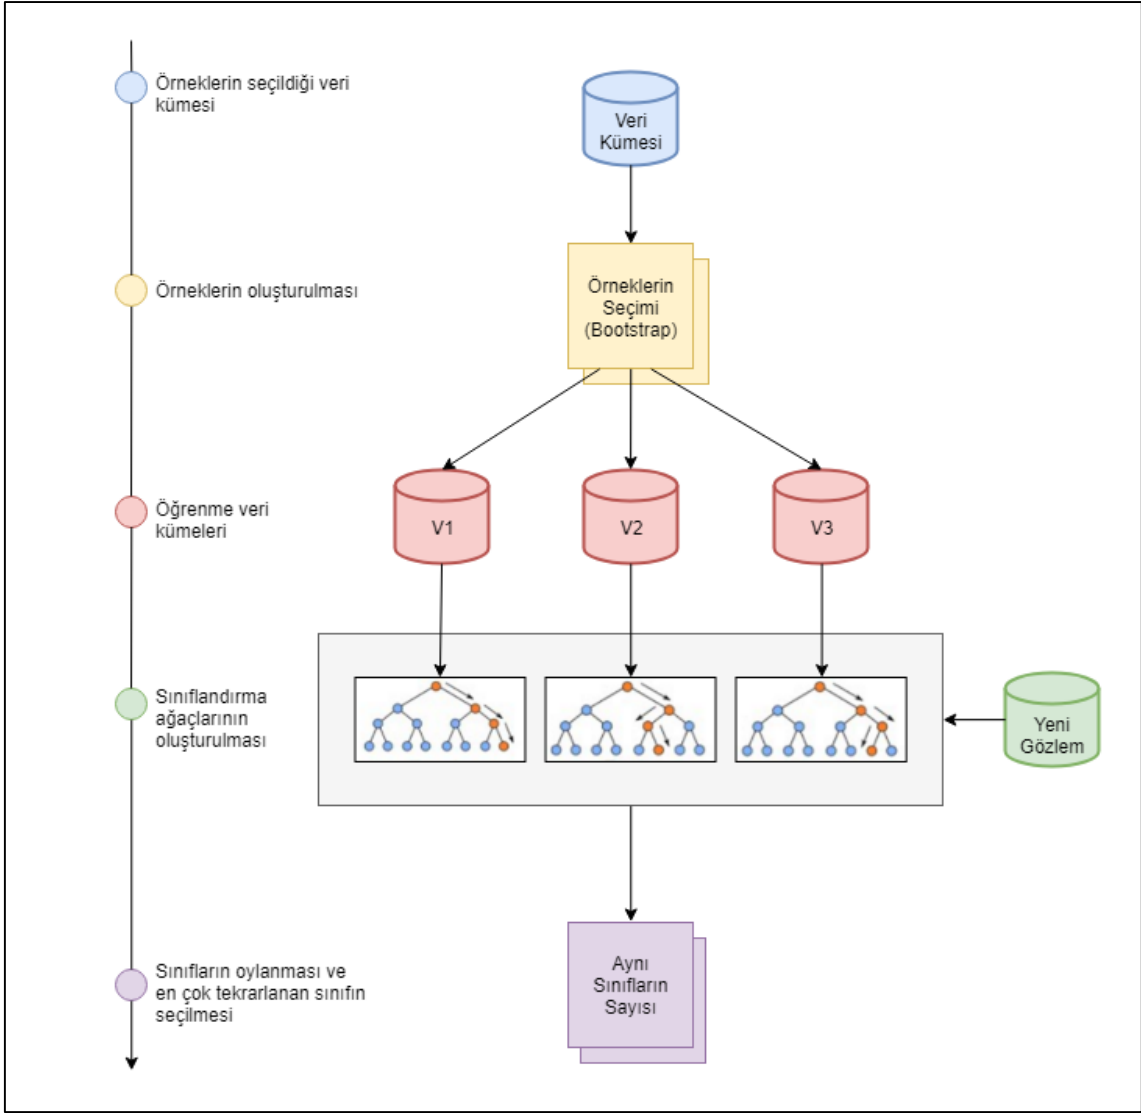 Örneklerin seçildiği veri
kümesi
Veri
Kümesi
Örneklerin oluşturulması
Örneklerin
Seçimi
(Bootstrap)
Öğrenme veri
kümeleri
V1
V2
V3
Sınıflandırma
ağaçlarının
oluşturulması
Yeni
Gözlem
Sınıfların oylanması ve
en çok tekrarlanan sınıfın
seçilmesi
Aynı
Sınıfların
Sayısı